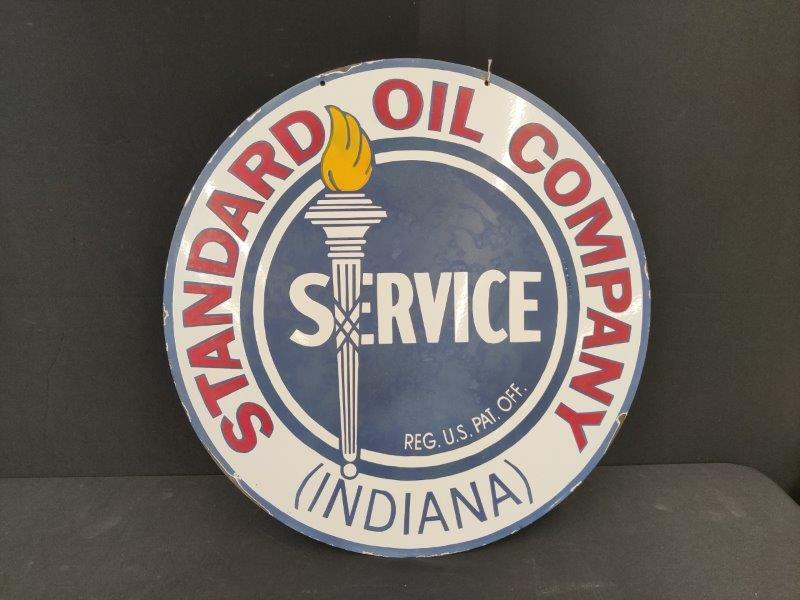 STANDARD OIL COMPANY
SERVICE
REG. U.S. PAT. OFF.
(INDIANA)